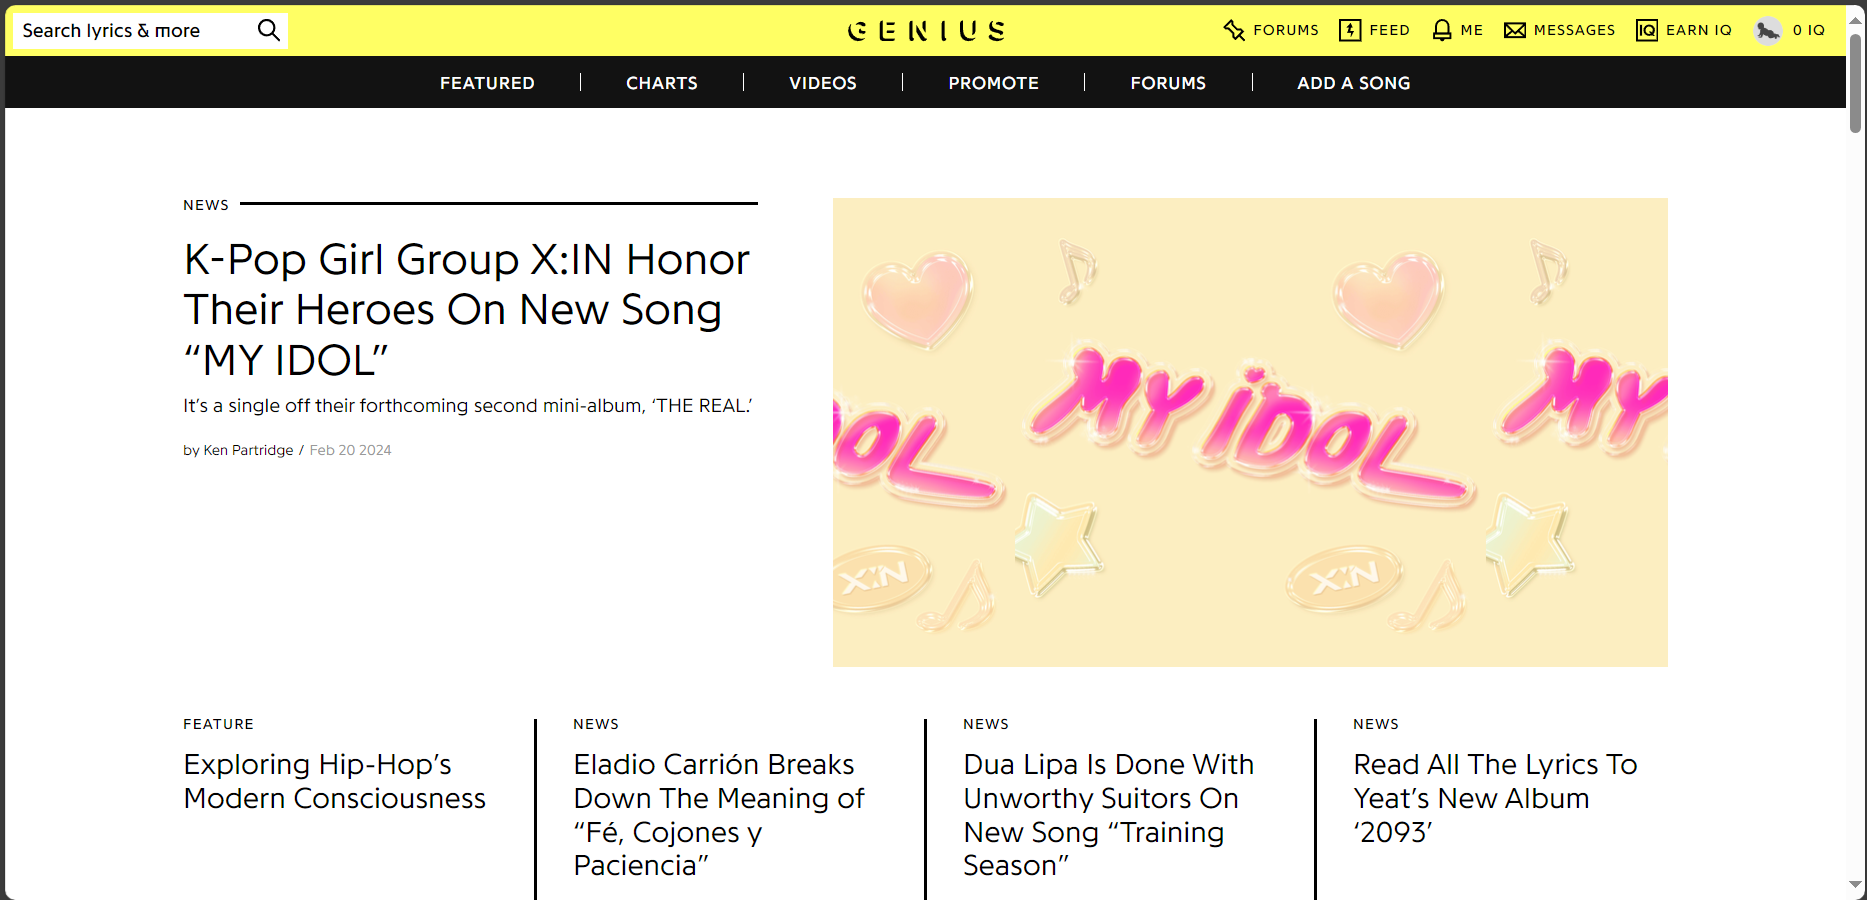 Search lyrics & more
GENIUS
FORUMS
FEED
ME
MESSAGES
IQ
EARN IQ
0 IQ
FEATURED
CHARTS
VIDEOS
PROMOTE
FORUMS
ADD A SONG
NEWS
K-Pop Girl Group X:IN Honor
Their Heroes On New Song
“MY IDOL”
It’s a single off their forthcoming second mini-album, ‘THE REAL.’
by Ken Partridge / Feb 20 2024
MY IDOL
MY
DOL
X:IN
X:IN
FEATURE
Exploring Hip-Hop’s
Modern Consciousness
NEWS
Eladio Carrión Breaks
Down The Meaning of
“Fé, Cojones y
Paciencia”
NEWS
Dua Lipa Is Done With
Unworthy Suitors On
New Song “Training
Season”
NEWS
Read All The Lyrics To
Yeat’s New Album
‘2093’